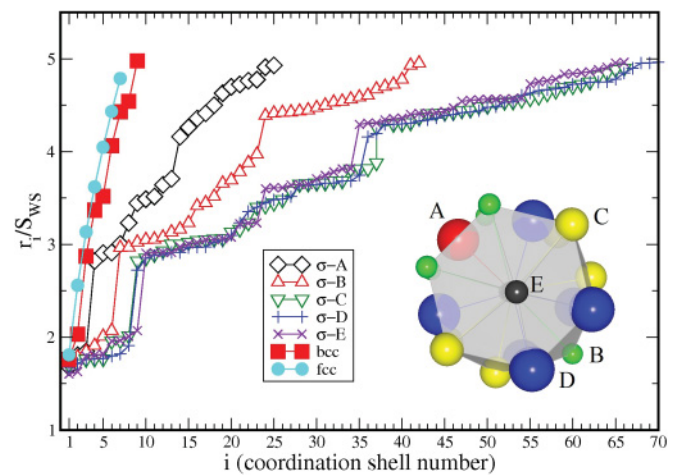 5
4
3
2
1
r_i/S_WS
σ-A
σ-B
σ-C
σ-D
σ-E
bcc
fcc
A
C
E
B
D
1 5 10 15 20 25 30 35 40 45 50 55 60 65 70
i (coordination shell number)